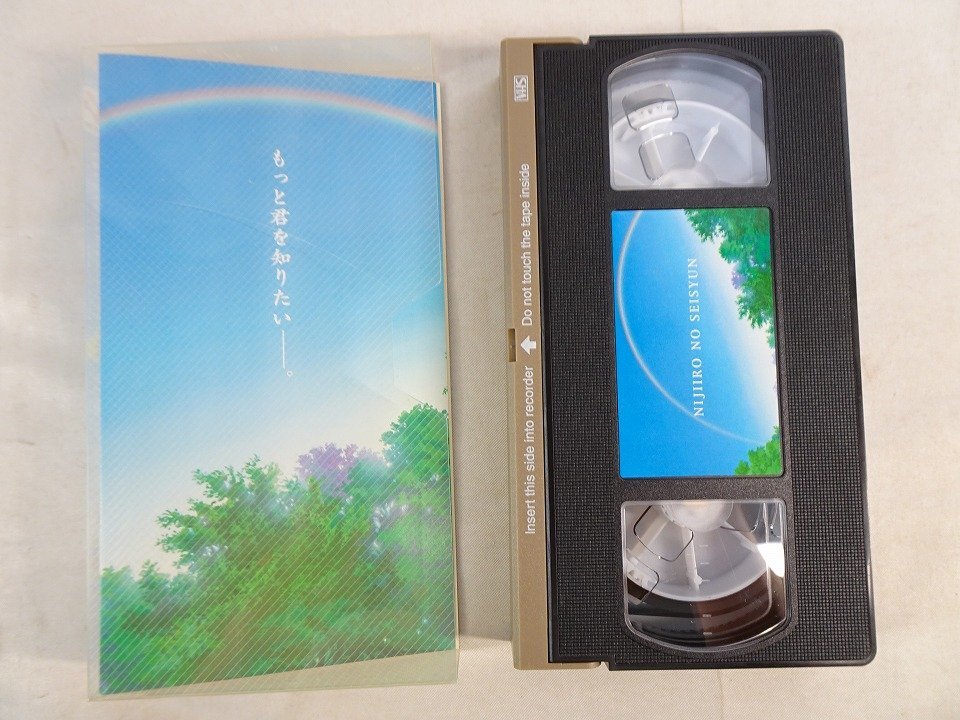 もっと君を知りたい――。
VHS
Insert this side into recorder ⬆ Do not touch the tape inside
NIJIIRO NO SEISYUN